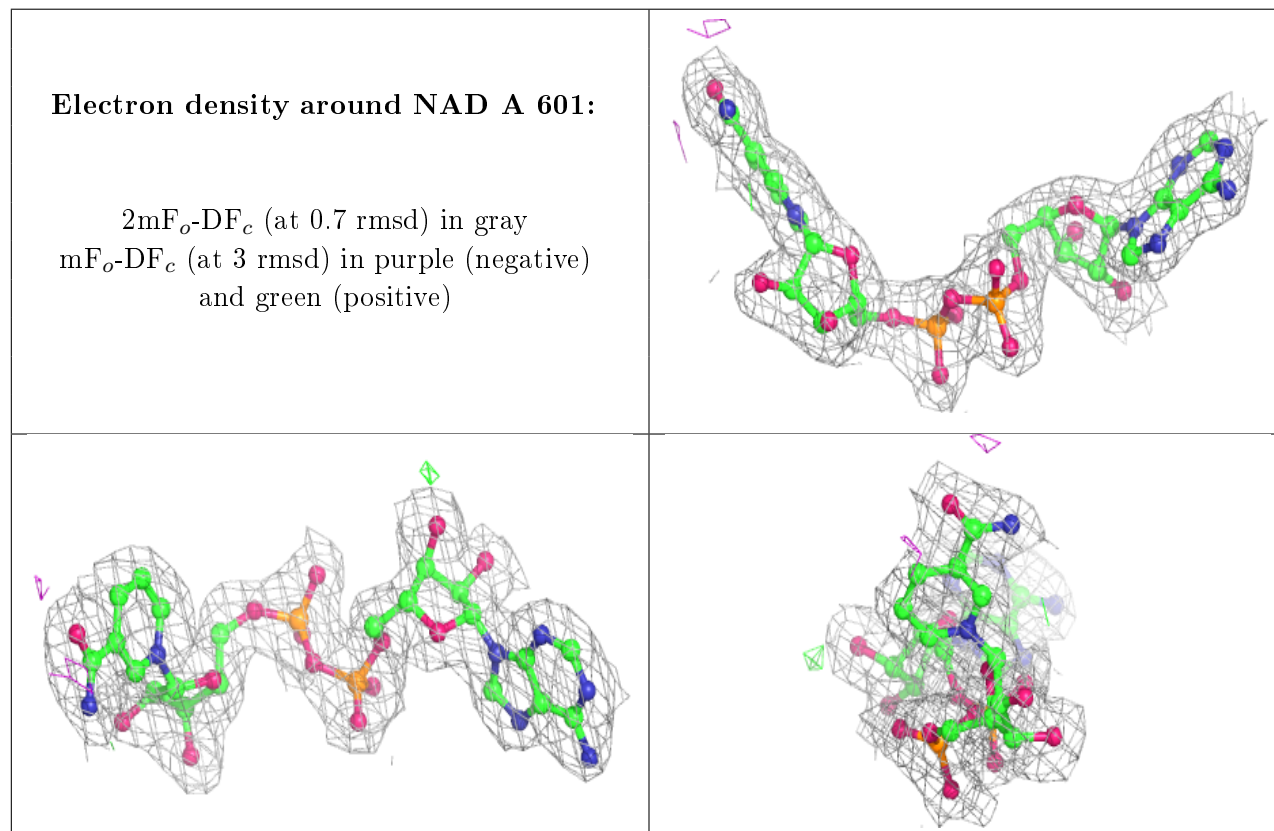 Electron density around NAD A 601:
2mFo-DFc (at 0.7 rmsd) in gray
mFo-DFc (at 3 rmsd) in purple (negative)
and green (positive)